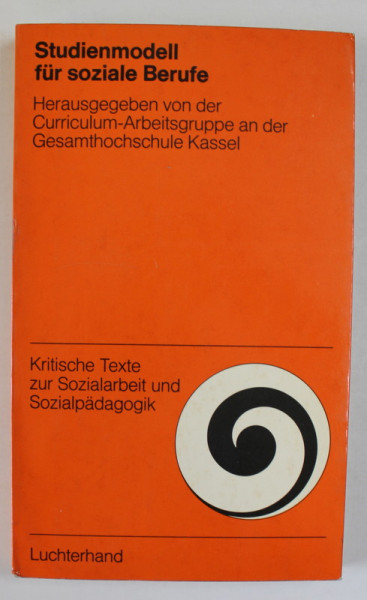 Studienmodell
für soziale Berufe
Herausgegeben von der
Curriculum-Arbeitsgruppe an der
Gesamthochschule Kassel
Kritische Texte
zur Sozialarbeit und
Sozialpädagogik
Luchterhand